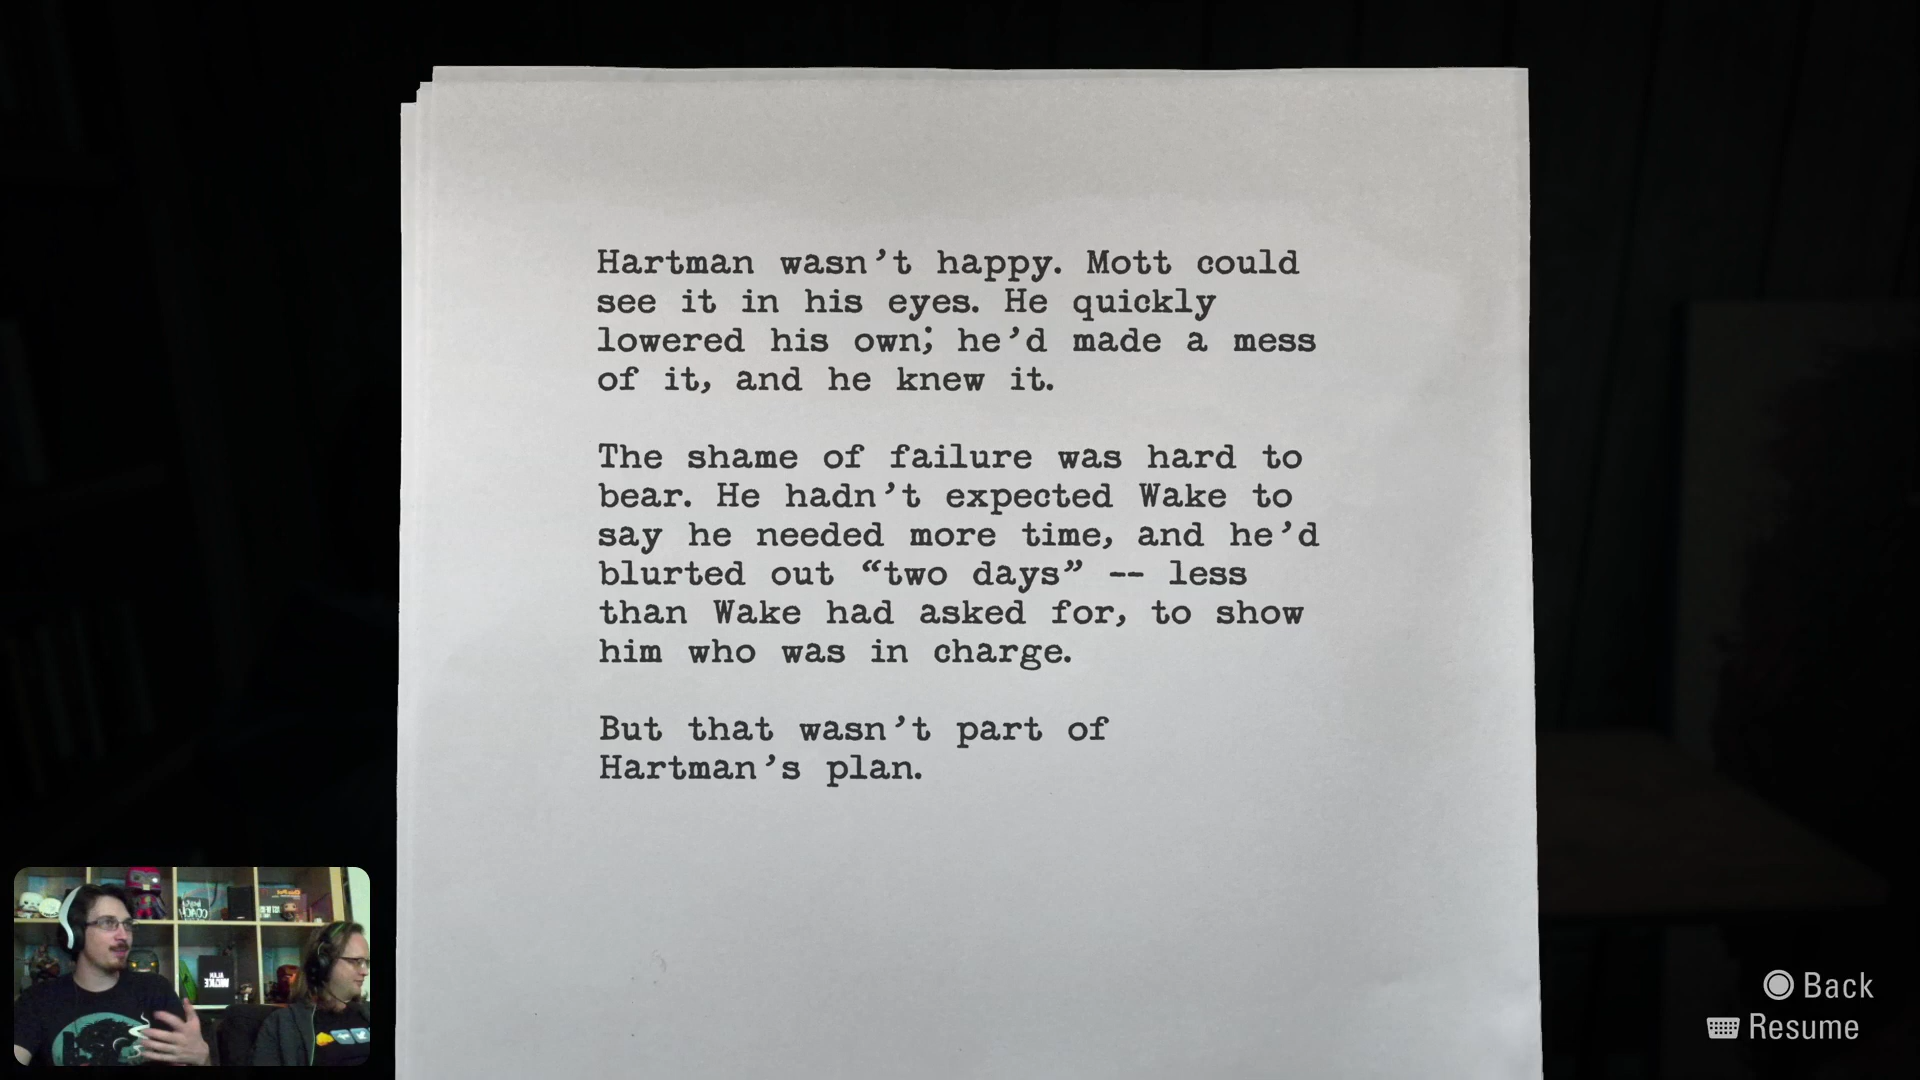 Hartman wasn’t happy. Mott could
see it in his eyes. He quickly
lowered his own; he’d made a mess
of it, and he knew it.
The shame of failure was hard to
bear. He hadn’t expected Wake to
say he needed more time, and he’d
blurted out “two days” -- less
than Wake had asked for, to show
him who was in charge.
But that wasn’t part of
Hartman’s plan.
Back
Resume